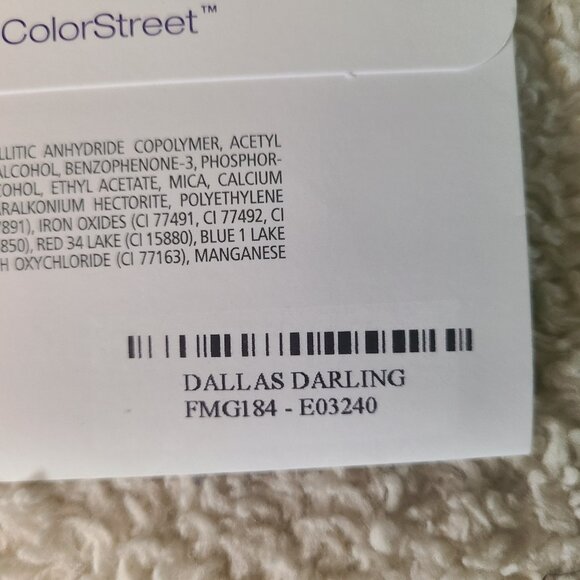 ColorStreet™
LLITIC ANHYDRIDE COPOLYMER, ACETYL
ALCOHOL, BENZOPHENONE-3, PHOSPHOR-
COHOL, ETHYL ACETATE, MICA, CALCIUM
ARALKONIUM HECTORITE, POLYETHYLENE
7891), IRON OXIDES (CI 77491, CI 77492, CI
850), RED 34 LAKE (CI 15880), BLUE 1 LAKE
H OXYCHLORIDE (CI 77163), MANGANESE
DALLAS DARLING
FMG184 - E03240